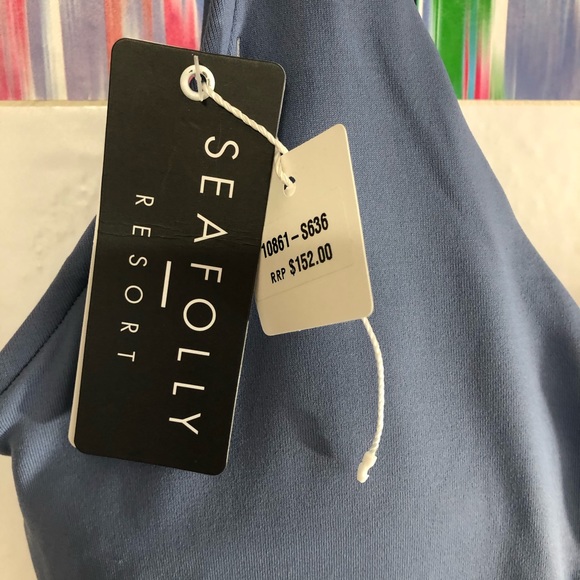 SEAFOLLY
RESORT
10861-S636
RRP $152.00